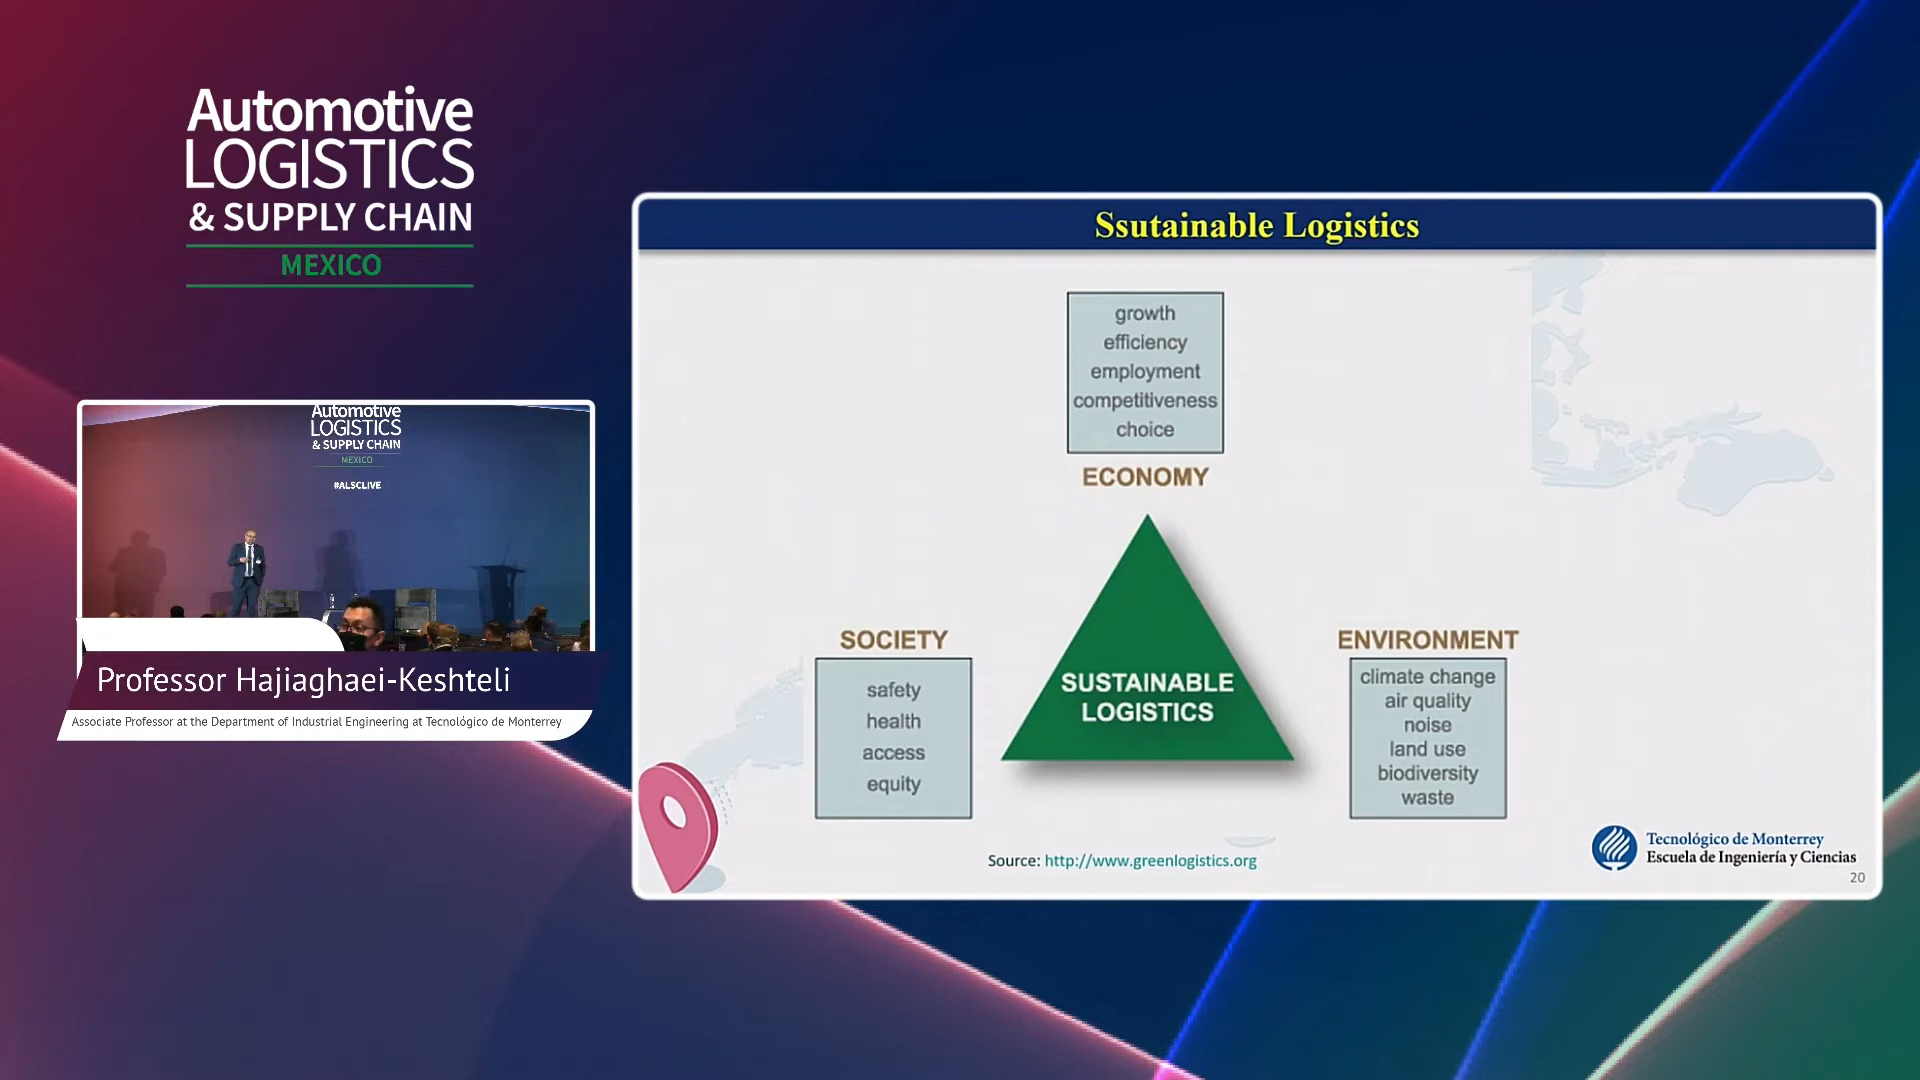 Automotive
LOGISTICS
& SUPPLY CHAIN
MEXICO
Automotive
LOGISTICS
& SUPPLY CHAIN
MEXICO
#ALSCLIVE
Professor Hajiaghaei-Keshteli
Associate Professor at the Department of Industrial Engineering at Tecnológico de Monterrey
Ssutainable Logistics
growth
efficiency
employment
competitiveness
choice
ECONOMY
SOCIETY
safety
health
access
equity
SUSTAINABLE
LOGISTICS
ENVIRONMENT
climate change
air quality
noise
land use
biodiversity
waste
Source: http://www.greenlogistics.org
Tecnológico de Monterrey
Escuela de Ingeniería y Ciencias
20